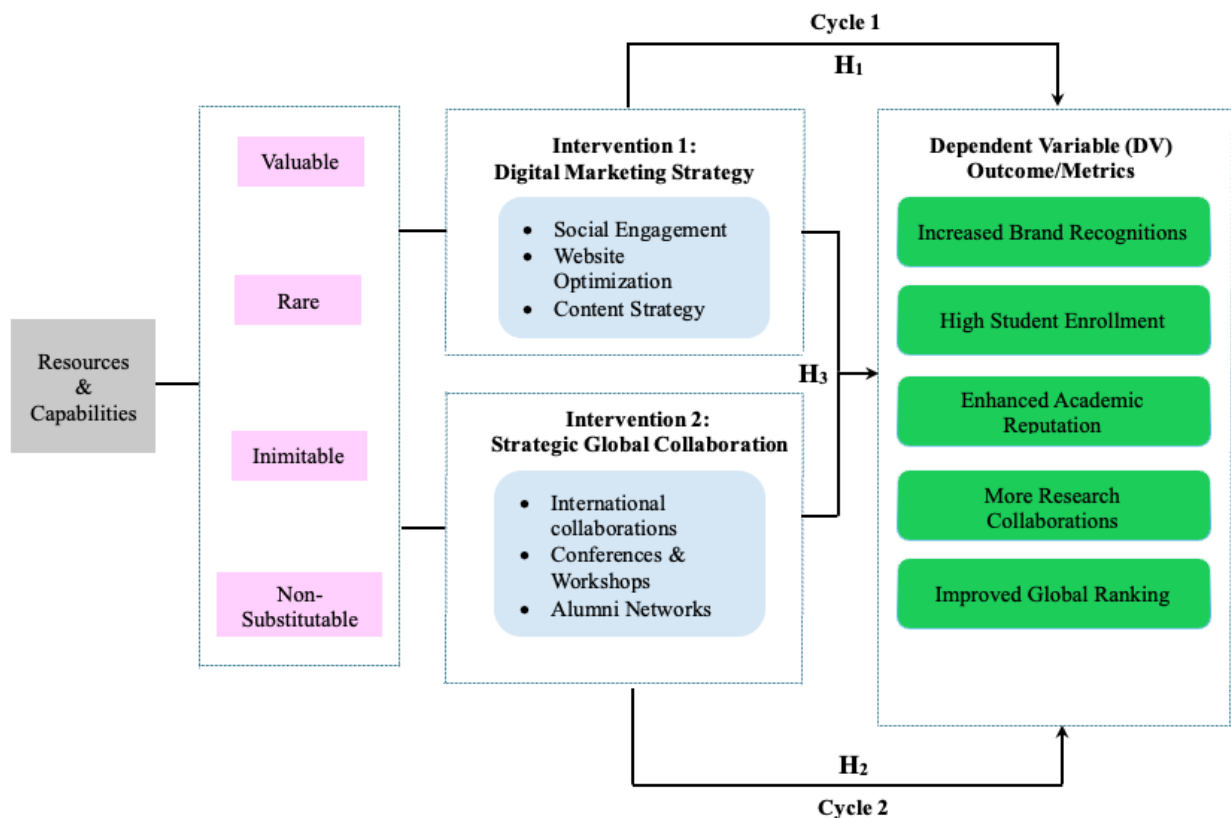 Cycle 1
H₁
Resources
&
Capabilities
Valuable
Rare
Inimitable
Non-
Substitutable
Intervention 1:
Digital Marketing Strategy
• Social Engagement
• Website
Optimization
• Content Strategy
H₃
Intervention 2:
Strategic Global Collaboration
• International
collaborations
• Conferences &
Workshops
• Alumni Networks
Dependent Variable (DV)
Outcome/Metrics
Increased Brand Recognitions
High Student Enrollment
Enhanced Academic
Reputation
More Research
Collaborations
Improved Global Ranking
H₂
Cycle 2